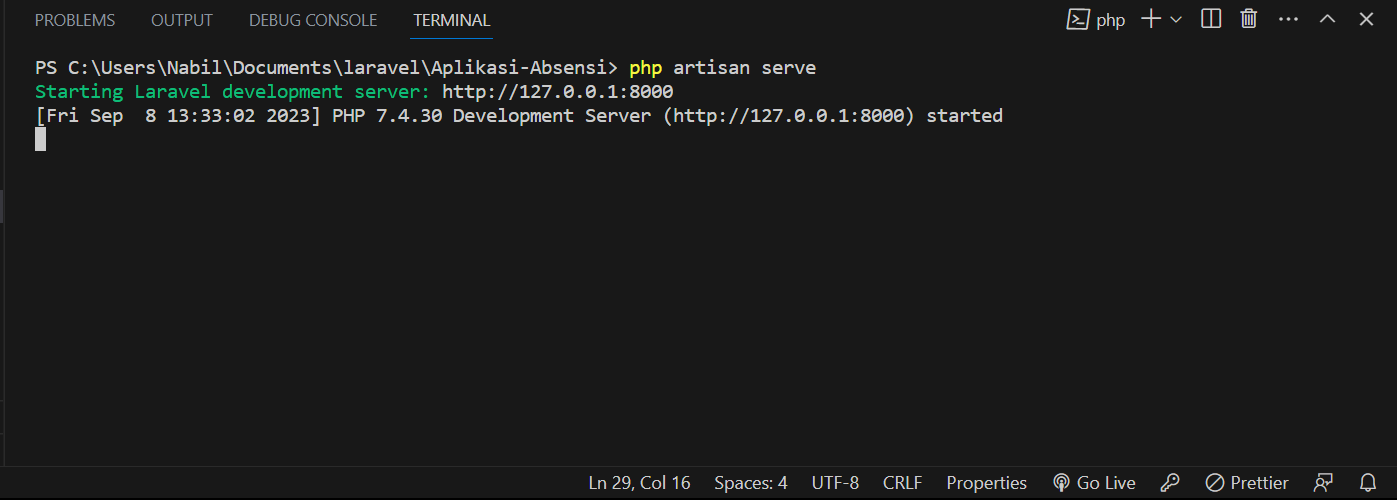 PROBLEMS OUTPUT DEBUG CONSOLE TERMINAL php
PS C:\Users\Nabil\Documents\laravel\Aplikasi-Absensi> php artisan serve
Starting Laravel development server: http://127.0.0.1:8000
[Fri Sep  8 13:33:02 2023] PHP 7.4.30 Development Server (http://127.0.0.1:8000) started
Ln 29, Col 16 Spaces: 4 UTF-8 CRLF Properties Go Live Prettier